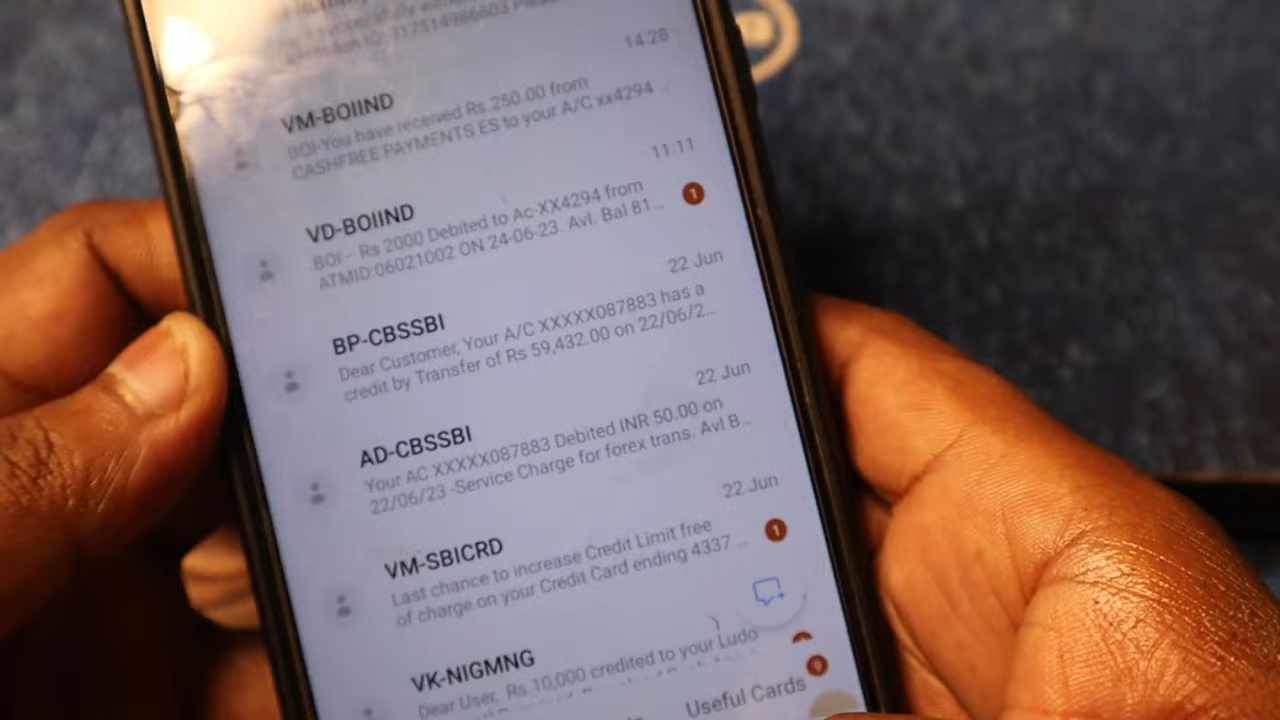 14:28
VM-BOIIND
BOI-You have received Rs.250.00 from
CASHFREE PAYMENTS ES to your A/C xx4294 ...
11:11
VD-BOIIND
BOI - Rs 2000 Debited to Ac-XX4294 from
ATMID:06021002 ON 24-06-23. Avl. Bal 81...
1
22 Jun
BP-CBSSBI
Dear Customer, Your A/C XXXXX087883 has a
credit by Transfer of Rs 59,432.00 on 22/06/2...
22 Jun
AD-CBSSBI
Your AC XXXXX087883 Debited INR 50.00 on
22/06/23 -Service Charge for forex trans. Avl B...
22 Jun
VM-SBICRD
Last chance to increase Credit Limit free
of charge on your Credit Card ending 4337 ...
1
VK-NIGMNG
Dear User, Rs.10,000 credited to your Ludo
9
Useful Cards